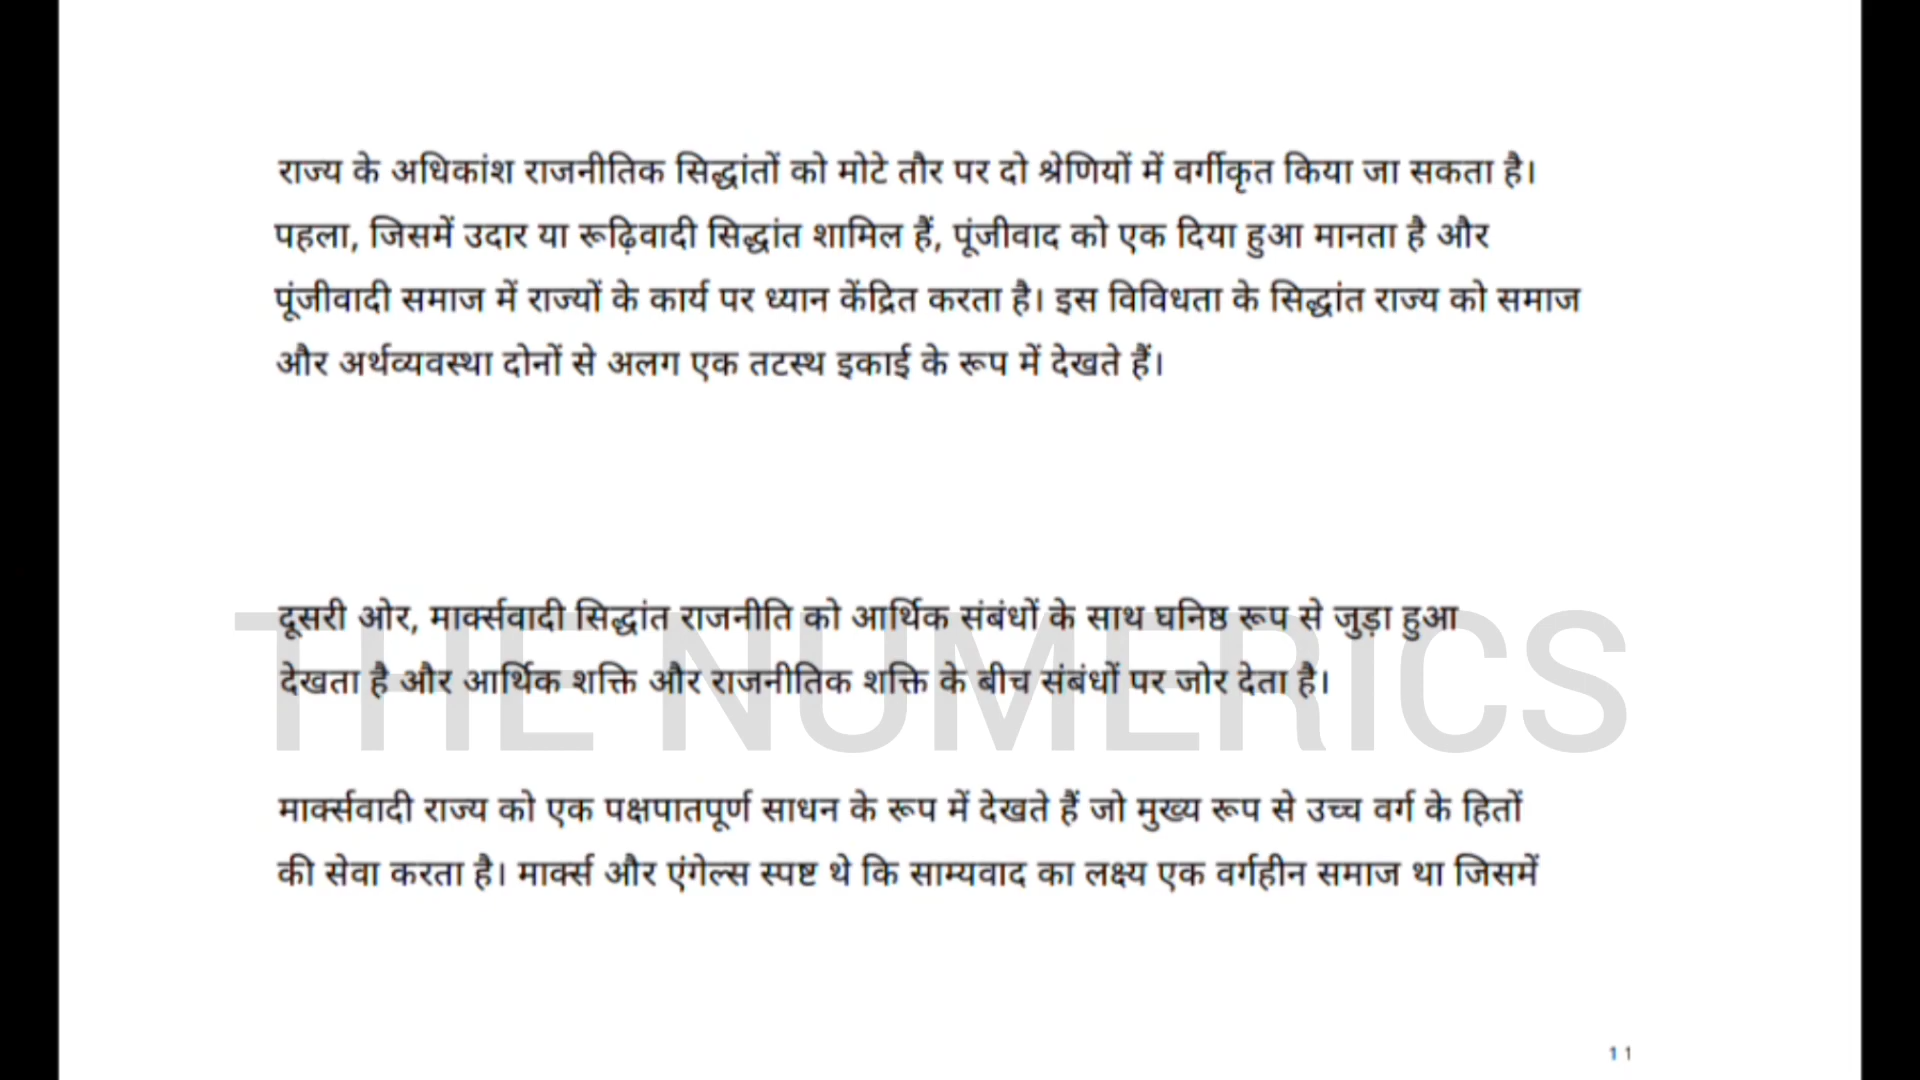 राज्य के अधिकांश राजनीतिक सिद्धांतों को मोटे तौर पर दो श्रेणियों में वर्गीकृत किया जा सकता है।
पहला, जिसमें उदार या रूढ़िवादी सिद्धांत शामिल हैं, पूंजीवाद को एक दिया हुआ मानता है और
पूंजीवादी समाज में राज्यों के कार्य पर ध्यान केंद्रित करता है। इस विविधता के सिद्धांत राज्य को समाज
और अर्थव्यवस्था दोनों से अलग एक तटस्थ इकाई के रूप में देखते हैं।
दूसरी ओर, मार्क्सवादी सिद्धांत राजनीति को आर्थिक संबंधों के साथ घनिष्ठ रूप से जुड़ा हुआ
देखता है और आर्थिक शक्ति और राजनीतिक शक्ति के बीच संबंधों पर जोर देता है।
THE NUMERICS
मार्क्सवादी राज्य को एक पक्षपातपूर्ण साधन के रूप में देखते हैं जो मुख्य रूप से उच्च वर्ग के हितों
की सेवा करता है। मार्क्स और एंगेल्स स्पष्ट थे कि साम्यवाद का लक्ष्य एक वर्गहीन समाज था जिसमें
1 1